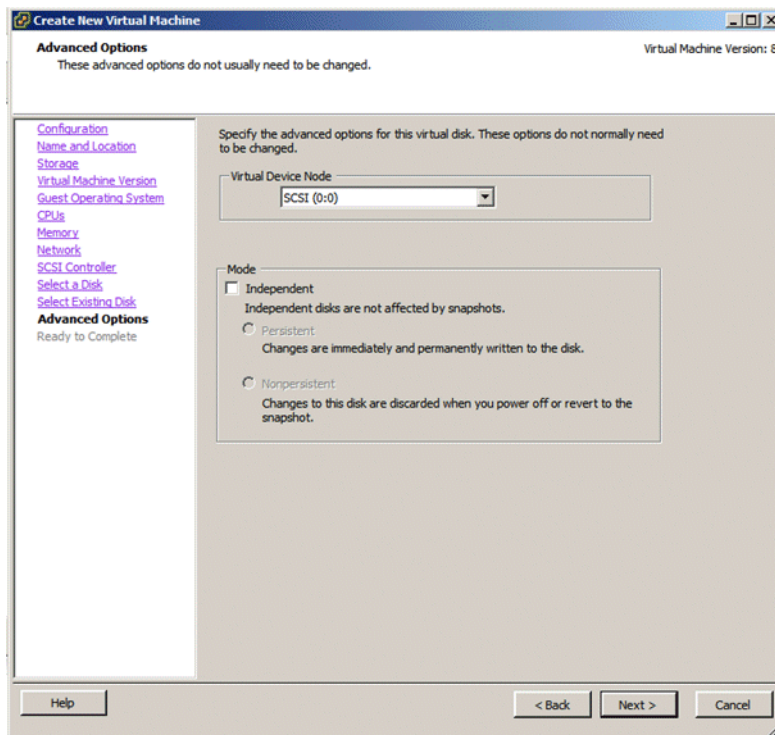 Create New Virtual Machine
Advanced Options
These advanced options do not usually need to be changed.
Virtual Machine Version: 8
Configuration
Name and Location
Storage
Virtual Machine Version
Guest Operating System
CPUs
Memory
Network
SCSI Controller
Select a Disk
Select Existing Disk
Advanced Options
Ready to Complete
Specify the advanced options for this virtual disk. These options do not normally need
to be changed.
Virtual Device Node
SCSI (0:0)
Mode
Independent
Independent disks are not affected by snapshots.
Persistent
Changes are immediately and permanently written to the disk.
Nonpersistent
Changes to this disk are discarded when you power off or revert to the
snapshot.
Help
< Back
Next >
Cancel